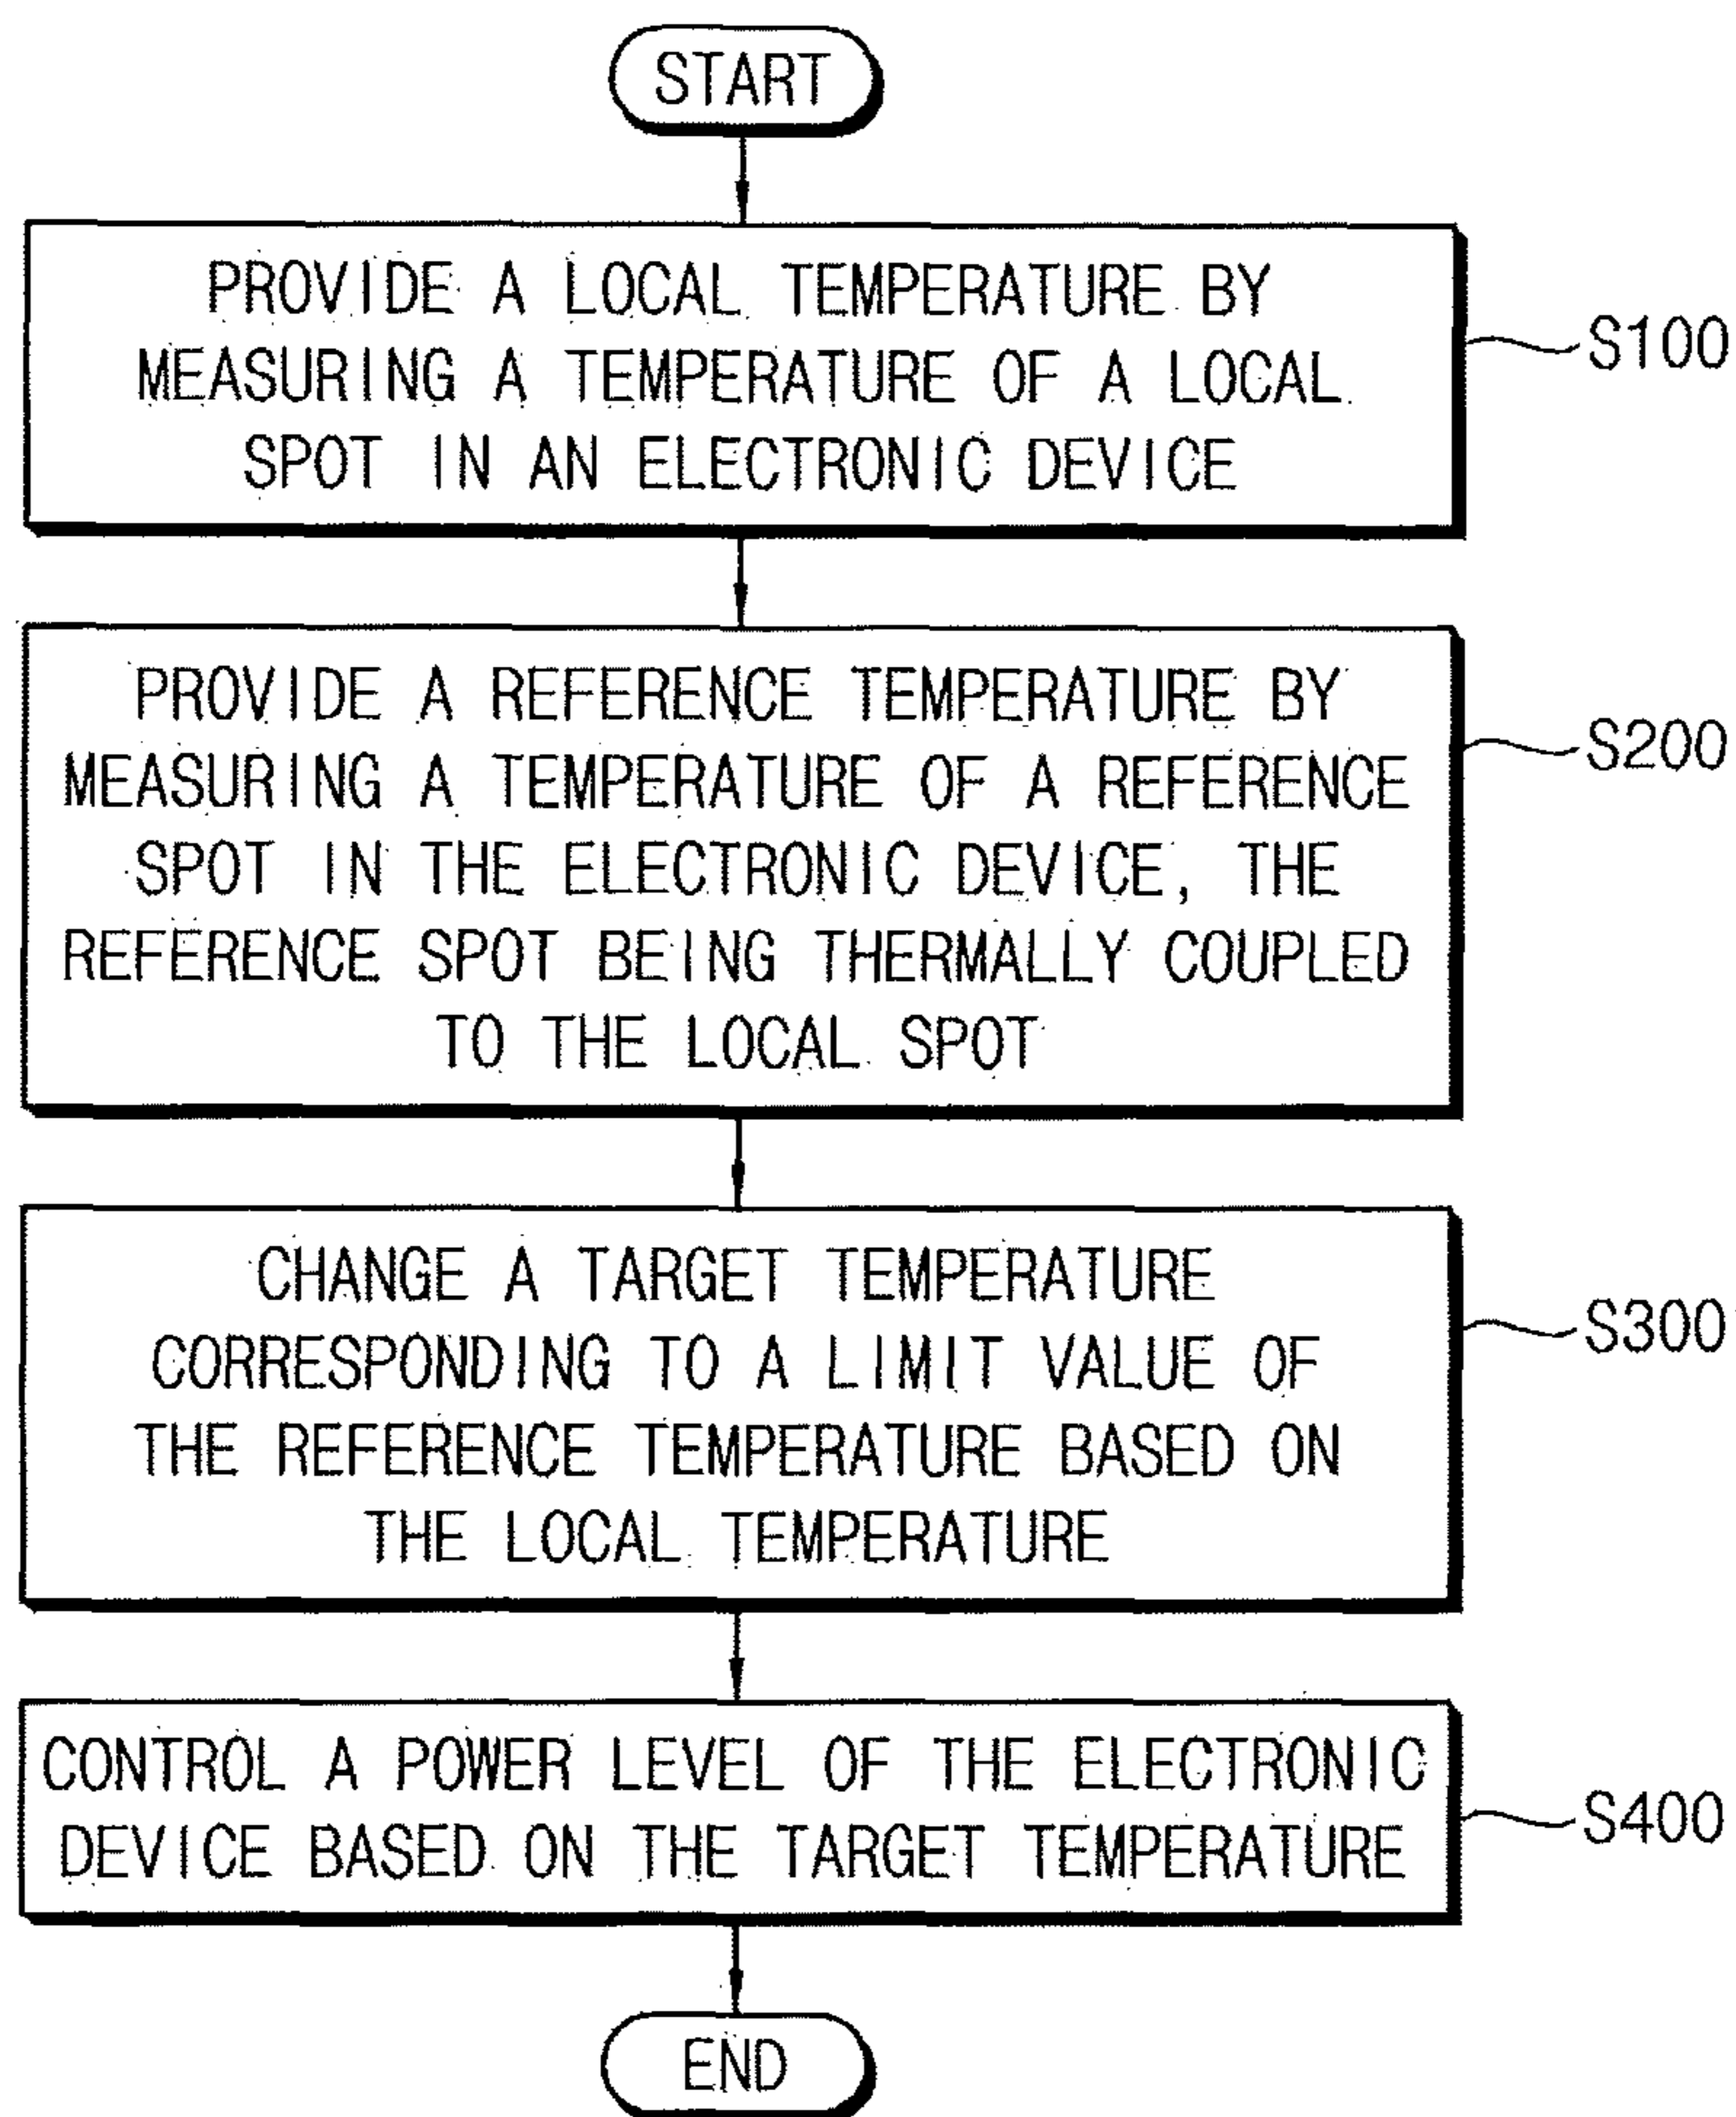 START
PROVIDE A LOCAL TEMPERATURE BY
MEASURING A TEMPERATURE OF A LOCAL
SPOT IN AN ELECTRONIC DEVICE
S100
PROVIDE A REFERENCE TEMPERATURE BY
MEASURING A TEMPERATURE OF A REFERENCE
SPOT IN THE ELECTRONIC DEVICE, THE
REFERENCE SPOT BEING THERMALLY COUPLED
TO THE LOCAL SPOT
S200
CHANGE A TARGET TEMPERATURE
CORRESPONDING TO A LIMIT VALUE OF
THE REFERENCE TEMPERATURE BASED ON
THE LOCAL TEMPERATURE
S300
CONTROL A POWER LEVEL OF THE ELECTRONIC
DEVICE BASED ON THE TARGET TEMPERATURE
S400
END